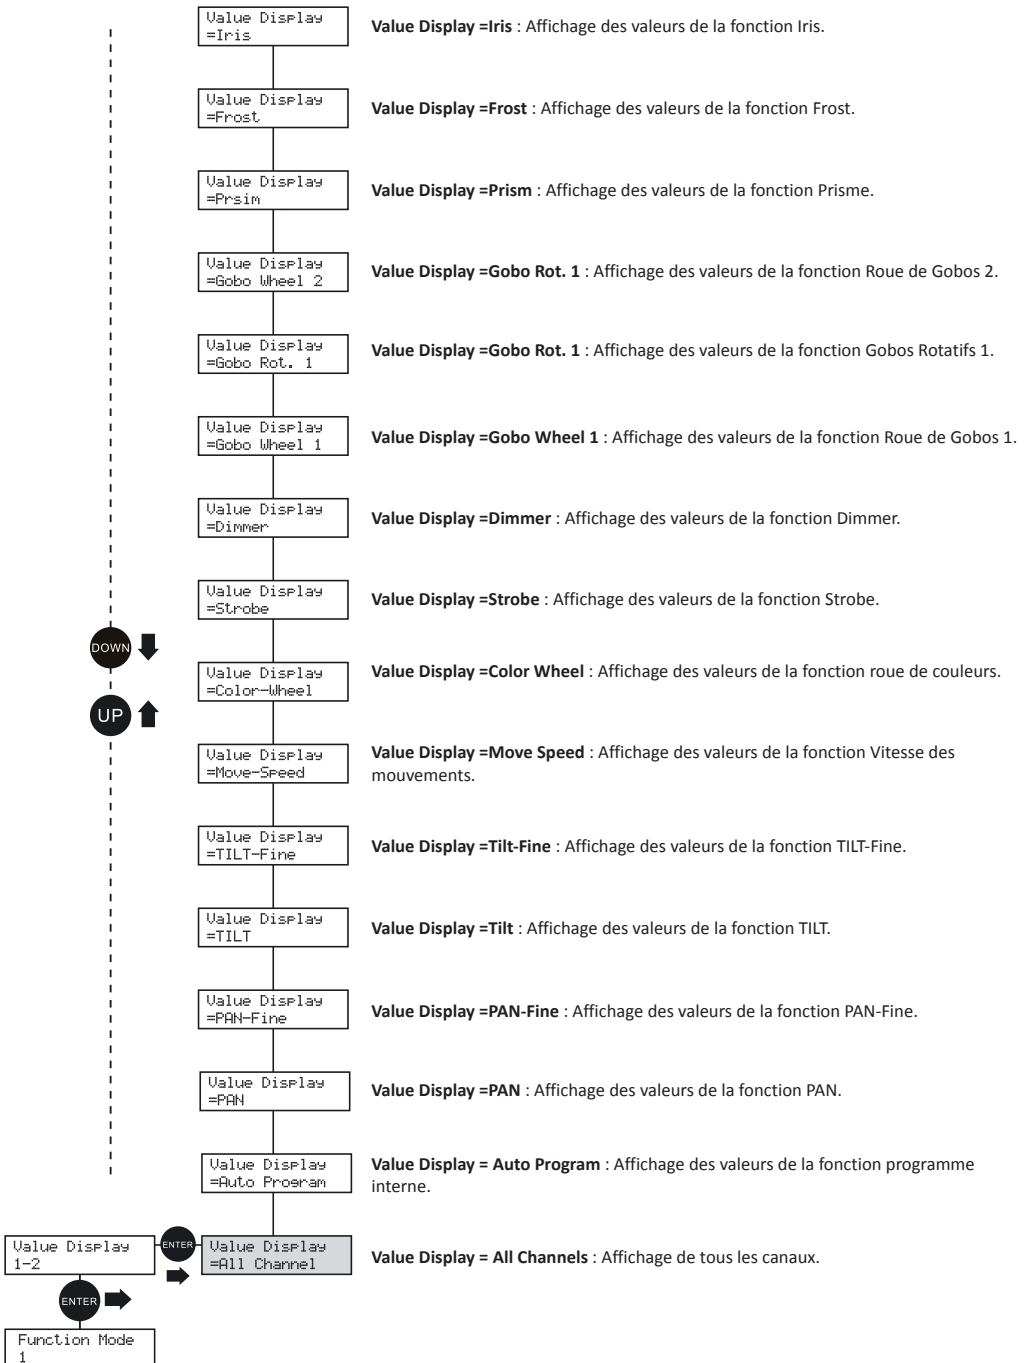 Value Display
=Iris
Value Display =Iris : Affichage des valeurs de la fonction Iris.
Value Display
=Frost
Value Display =Frost : Affichage des valeurs de la fonction Frost.
Value Display
=Prsim
Value Display =Prism : Affichage des valeurs de la fonction Prisme.
Value Display
=Gobo Wheel 2
Value Display =Gobo Rot. 1 : Affichage des valeurs de la fonction Roue de Gobos 2.
Value Display
=Gobo Rot. 1
Value Display =Gobo Rot. 1 : Affichage des valeurs de la fonction Gobos Rotatifs 1.
Value Display
=Gobo Wheel 1
Value Display =Gobo Wheel 1 : Affichage des valeurs de la fonction Roue de Gobos 1.
Value Display
=Dimmer
Value Display =Dimmer : Affichage des valeurs de la fonction Dimmer.
Value Display
=Strobe
Value Display =Strobe : Affichage des valeurs de la fonction Strobe.
DOWN
Value Display
=Color-Wheel
Value Display =Color Wheel : Affichage des valeurs de la fonction roue de couleurs.
UP
Value Display
=Move-Speed
Value Display =Move Speed : Affichage des valeurs de la fonction Vitesse des
mouvements.
Value Display
=TILT-Fine
Value Display =Tilt-Fine : Affichage des valeurs de la fonction TILT-Fine.
Value Display
=TILT
Value Display =Tilt : Affichage des valeurs de la fonction TILT.
Value Display
=PAN-Fine
Value Display =PAN-Fine : Affichage des valeurs de la fonction PAN-Fine.
Value Display
=PAN
Value Display =PAN : Affichage des valeurs de la fonction PAN.
Value Display
=Auto Program
Value Display = Auto Program : Affichage des valeurs de la fonction programme
interne.
Value Display
1-2
ENTER
Value Display
=All Channel
Value Display = All Channels : Affichage de tous les canaux.
ENTER
Function Mode
1